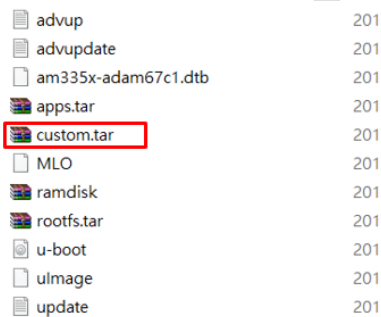 advup 201
advupdate 201
am335x-adam67c1.dtb 201
apps.tar 201
custom.tar 201
MLO 201
ramdisk 201
rootfs.tar 201
u-boot 201
uImage 201
update 201